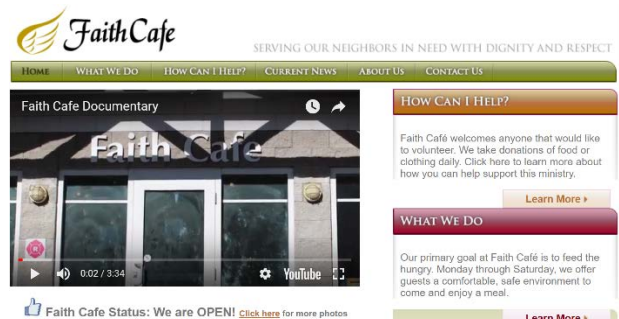 Faith Cafe
SERVING OUR NEIGHBORS IN NEED WITH DIGNITY AND RESPECT
HOME WHAT WE DO HOW CAN I HELP? CURRENT NEWS ABOUT US CONTACT US
Faith Cafe Documentary
Faith Cafe
0:02 / 3:34
YouTube
Faith Cafe Status: We are OPEN! Click here for more photos
HOW CAN I HELP?
Faith Café welcomes anyone that would like
to volunteer. We take donations of food or
clothing daily. Click here to learn more about
how you can help support this ministry.
Learn More
WHAT WE DO
Our primary goal at Faith Café is to feed the
hungry. Monday through Saturday, we offer
guests a comfortable, safe environment to
come and enjoy a meal.
Learn More